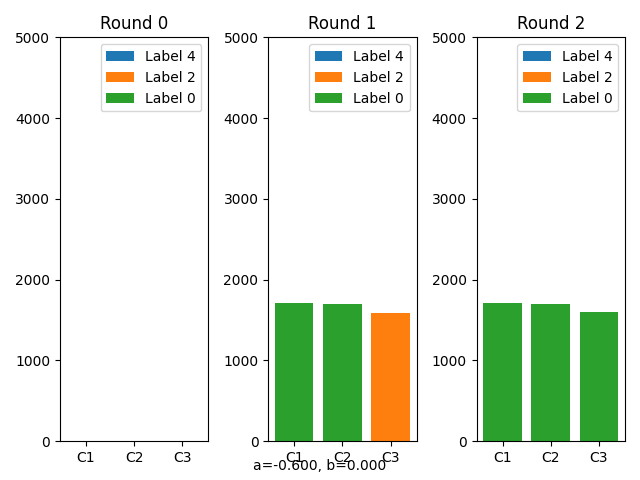 Round 0
5000
4000
3000
2000
1000
0
Label 4
Label 2
Label 0
C1 C2 C3
Round 1
5000
4000
3000
2000
1000
0
Label 4
Label 2
Label 0
C1 C2 C3
Round 2
5000
4000
3000
2000
1000
0
Label 4
Label 2
Label 0
C1 C2 C3
a=-0.600, b=0.000